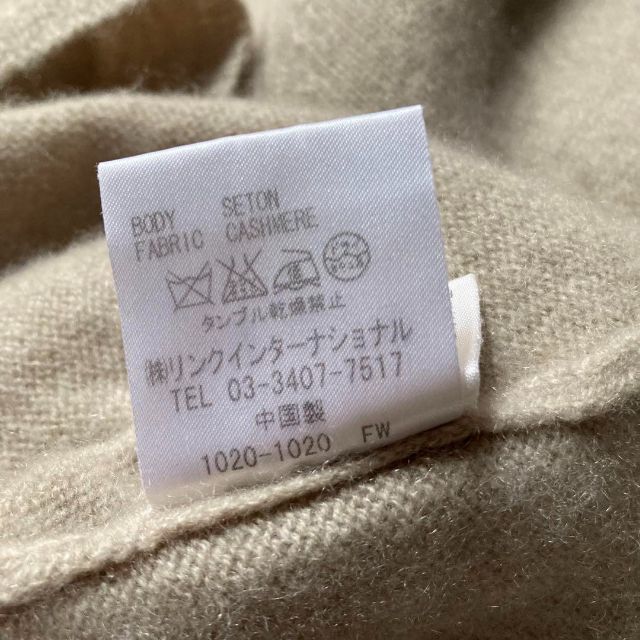 BODY SETON
FABRIC CASHMERE
タンブル乾燥禁止
㈱リンクインターナショナル
TEL 03-3407-7517
中国製
1020-1020 FW